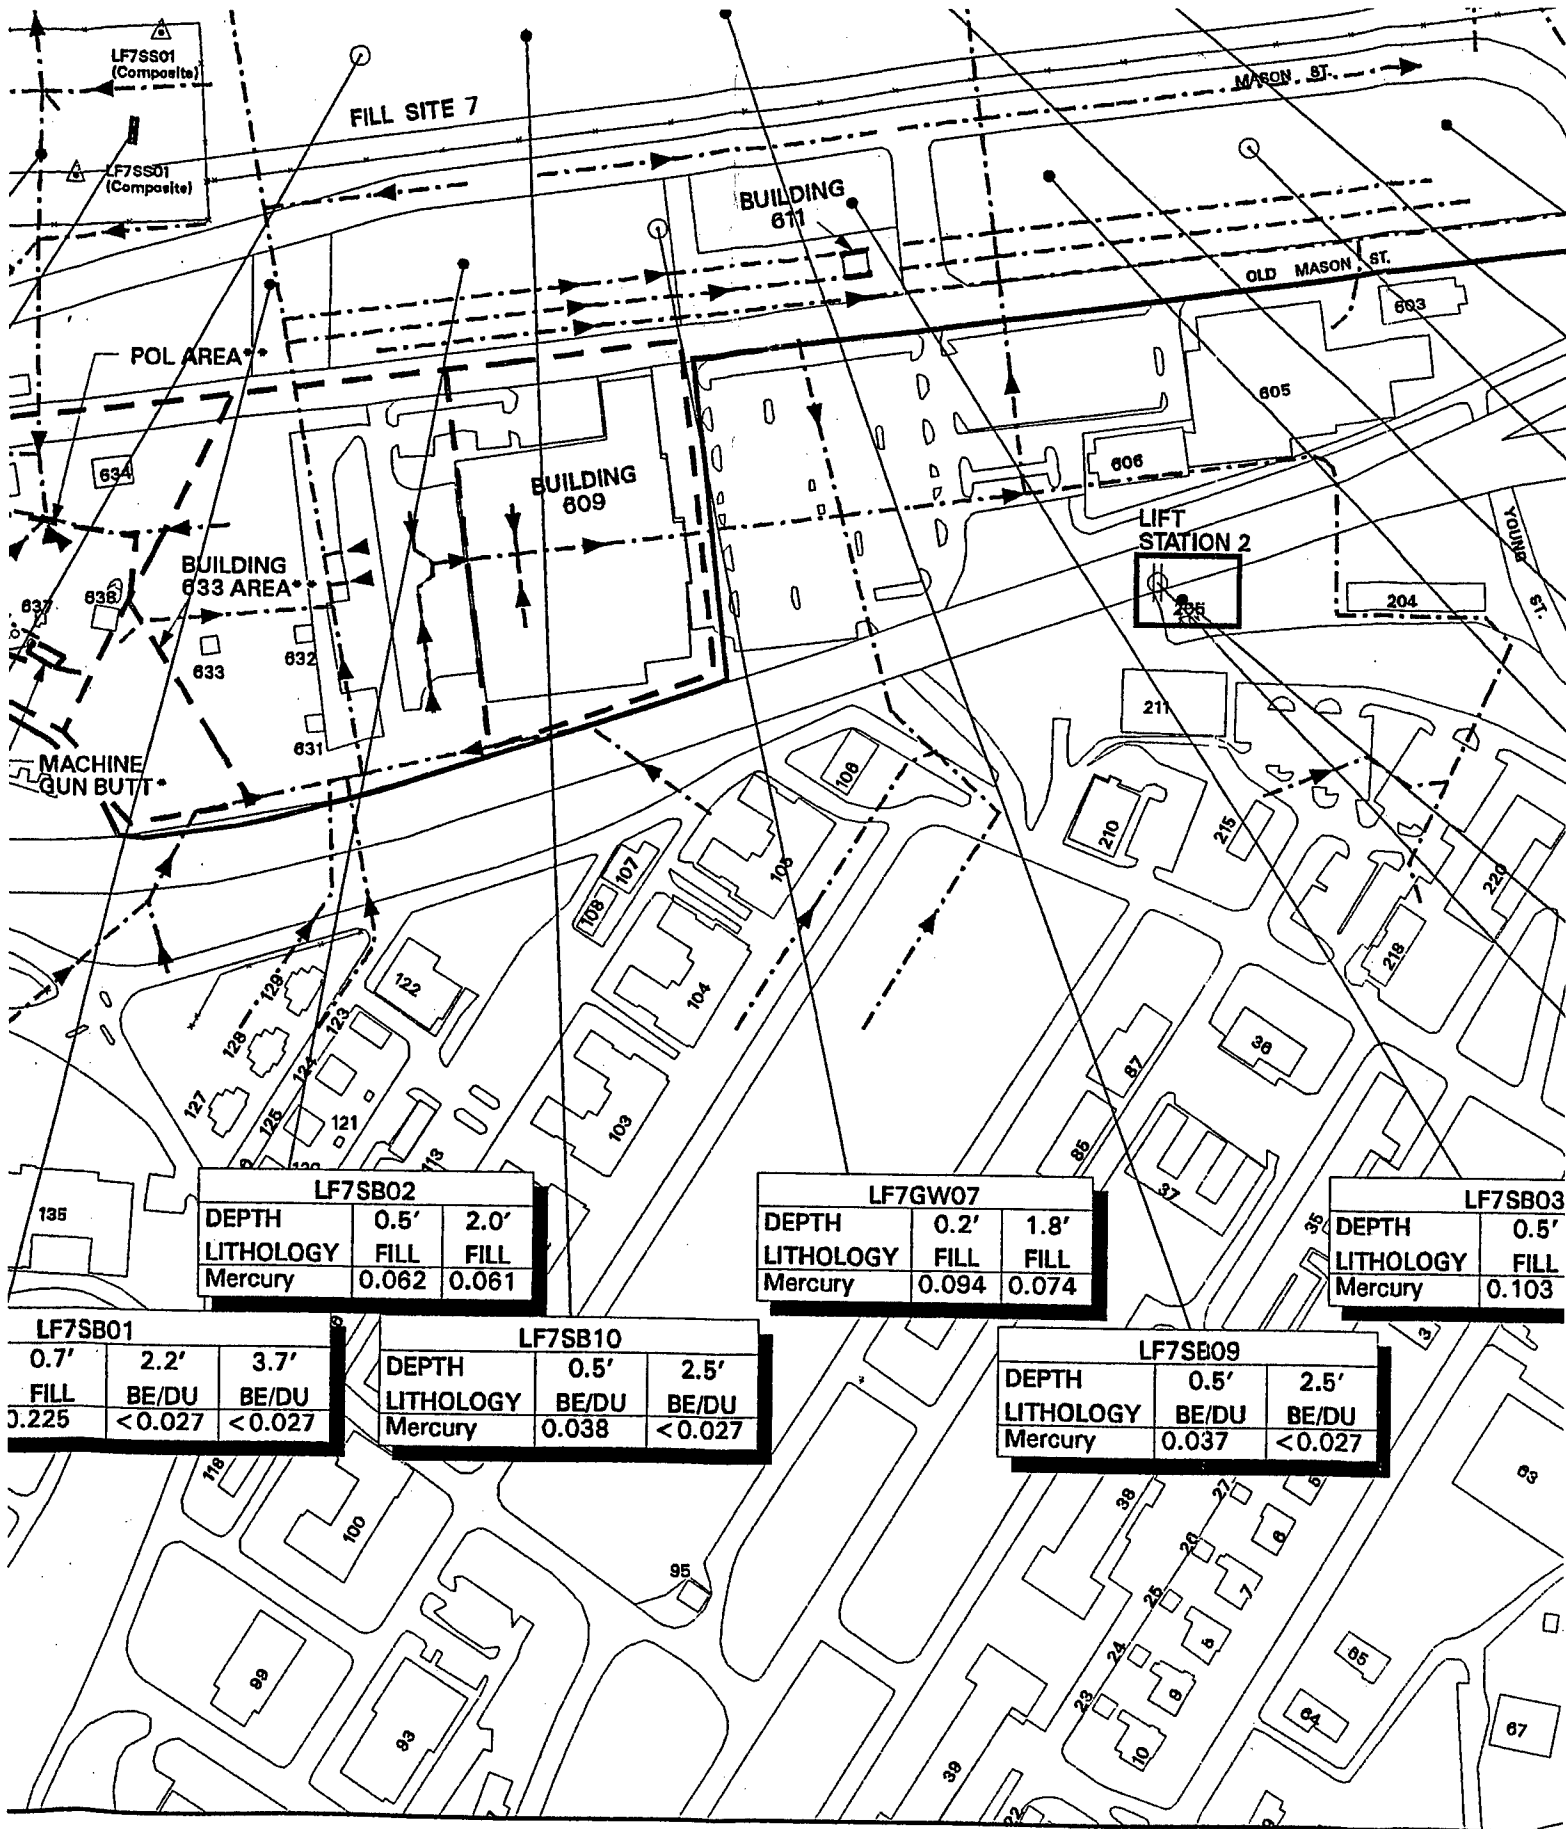 LF7SS01
(Composite)
FILL SITE 7
MASON ST.
LF7SS01
(Composite)
BUILDING
611
OLD MASON ST.
603
POL AREA**
605
634
BUILDING
609
606
LIFT
STATION 2
YOUNG ST.
BUILDING
633 AREA**
637
638
205
204
633
632
211
631
MACHINE
GUN BUTT*
106
210
215
220
107
105
108
218
122
129
104
123
128
36
124
87
127
125
121
103
113
85
37
135
35
LF7SB02
DEPTH 0.5' 2.0'
LITHOLOGY FILL FILL
Mercury 0.062 0.061
LF7GW07
DEPTH 0.2' 1.8'
LITHOLOGY FILL FILL
Mercury 0.094 0.074
LF7SB03
DEPTH 0.5'
LITHOLOGY FILL
Mercury 0.103
LF7SB01
0.7' 2.2' 3.7'
FILL BE/DU BE/DU
0.225 <0.027 <0.027
LF7SB10
DEPTH 0.5' 2.5'
LITHOLOGY BE/DU BE/DU
Mercury 0.038 <0.027
LF7SB09
DEPTH 0.5' 2.5'
LITHOLOGY BE/DU BE/DU
Mercury 0.037 <0.027
3
118
100
38
27
63
6
26
95
7
25
99
24
65
9
23
93
10
64
67
39